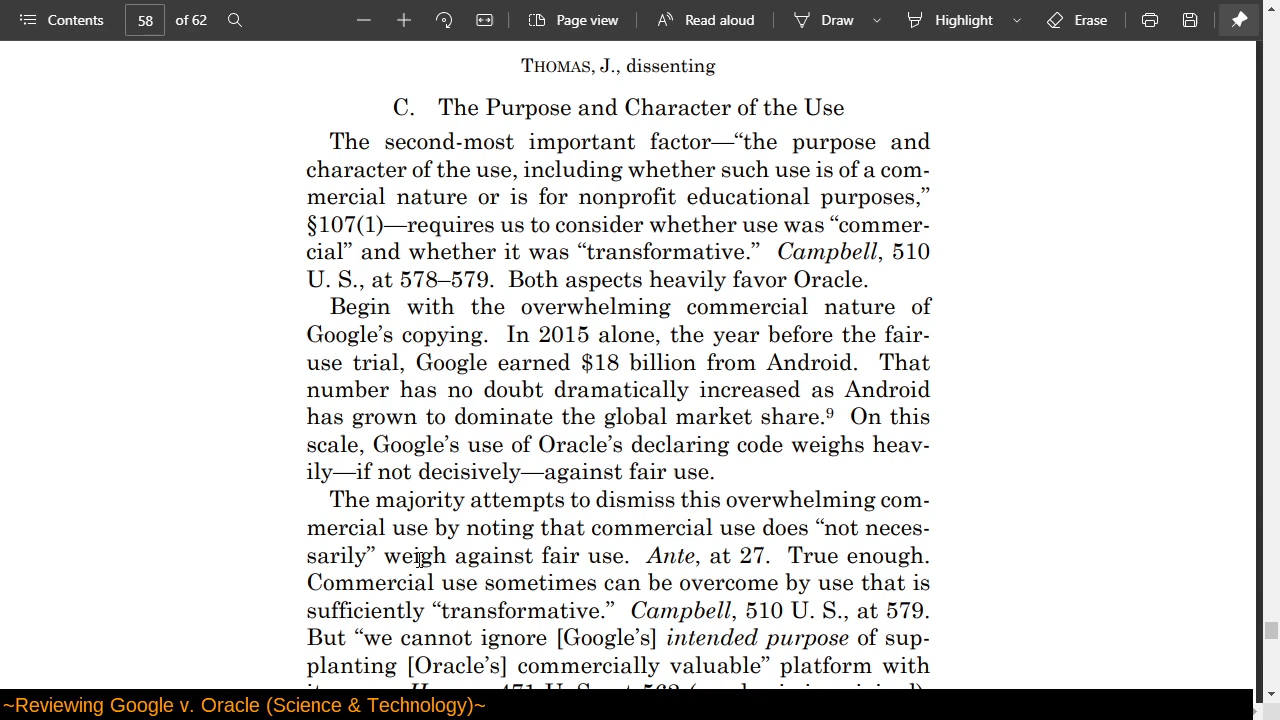 Contents 58 of 62 Page view Read aloud Draw Highlight Erase
THOMAS, J., dissenting
C. The Purpose and Character of the Use
The second-most important factor—“the purpose and
character of the use, including whether such use is of a com-
mercial nature or is for nonprofit educational purposes,”
§107(1)—requires us to consider whether use was “commer-
cial” and whether it was “transformative.” Campbell, 510
U. S., at 578–579. Both aspects heavily favor Oracle.
Begin with the overwhelming commercial nature of
Google’s copying. In 2015 alone, the year before the fair-
use trial, Google earned $18 billion from Android. That
number has no doubt dramatically increased as Android
has grown to dominate the global market share.9 On this
scale, Google’s use of Oracle’s declaring code weighs heav-
ily—if not decisively—against fair use.
The majority attempts to dismiss this overwhelming com-
mercial use by noting that commercial use does “not neces-
sarily” weigh against fair use. Ante, at 27. True enough.
Commercial use sometimes can be overcome by use that is
sufficiently “transformative.” Campbell, 510 U. S., at 579.
But “we cannot ignore [Google’s] intended purpose of sup-
planting [Oracle’s] commercially valuable” platform with
~Reviewing Google v. Oracle (Science & Technology)~